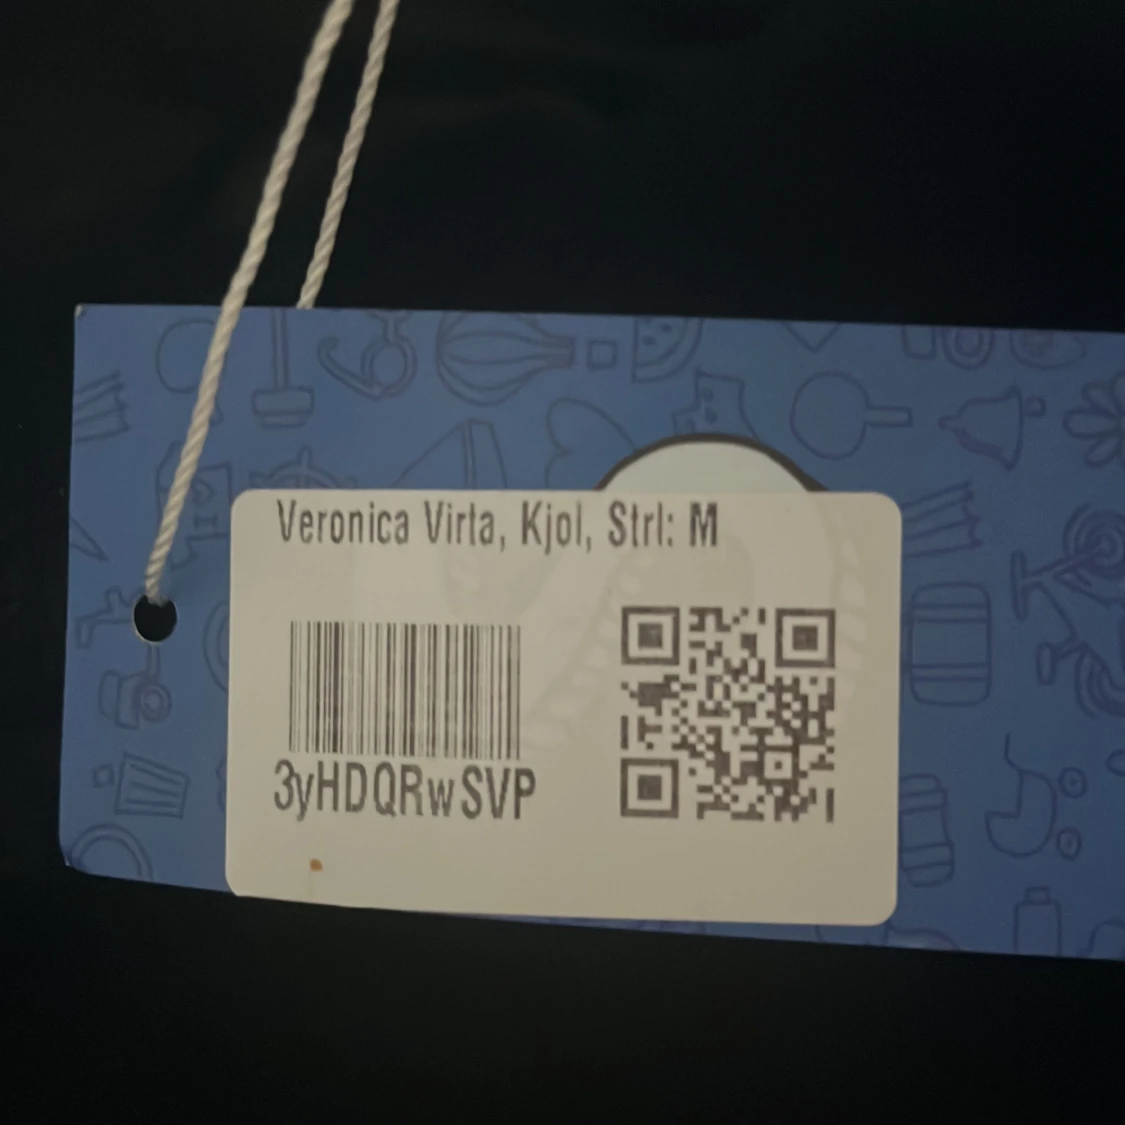 Veronica Virta, Kjol, Strl: M
3yHDQRwSVP